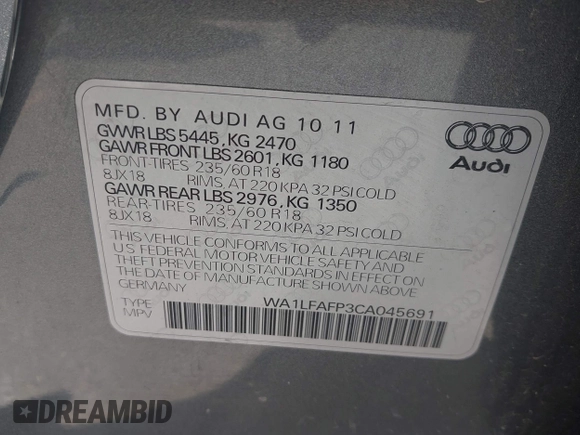 MFD. BY AUDI AG 10 11
GVWR LBS 5445, KG 2470
GAWR FRONT LBS 2601, KG 1180
FRONT-TIRES: 235/60 R18
8JX18 RIMS, AT 220 KPA 32 PSI COLD
GAWR REAR LBS 2976, KG 1350
REAR-TIRES: 235/60 R18
8JX18 RIMS, AT 220 KPA 32 PSI COLD
THIS VEHICLE CONFORMS TO ALL APPLICABLE
U.S. FEDERAL MOTOR VEHICLE SAFETY AND
THEFT PREVENTION STANDARDS IN EFFECT ON
THE DATE OF MANUFACTURE SHOWN ABOVE.
GERMANY
WA1LFAFP3CA045691
TYPE
MPV
Audi
DREAMBID